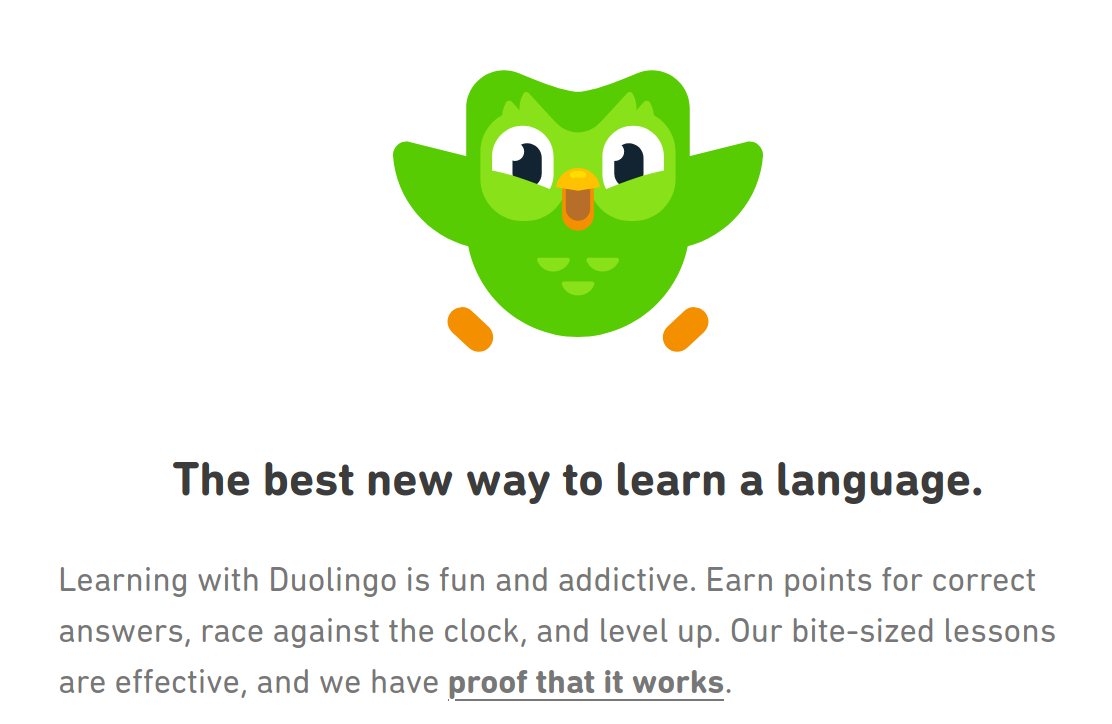 The best new way to learn a language.
Learning with Duolingo is fun and addictive. Earn points for correct
answers, race against the clock, and level up. Our bite-sized lessons
are effective, and we have proof that it works.